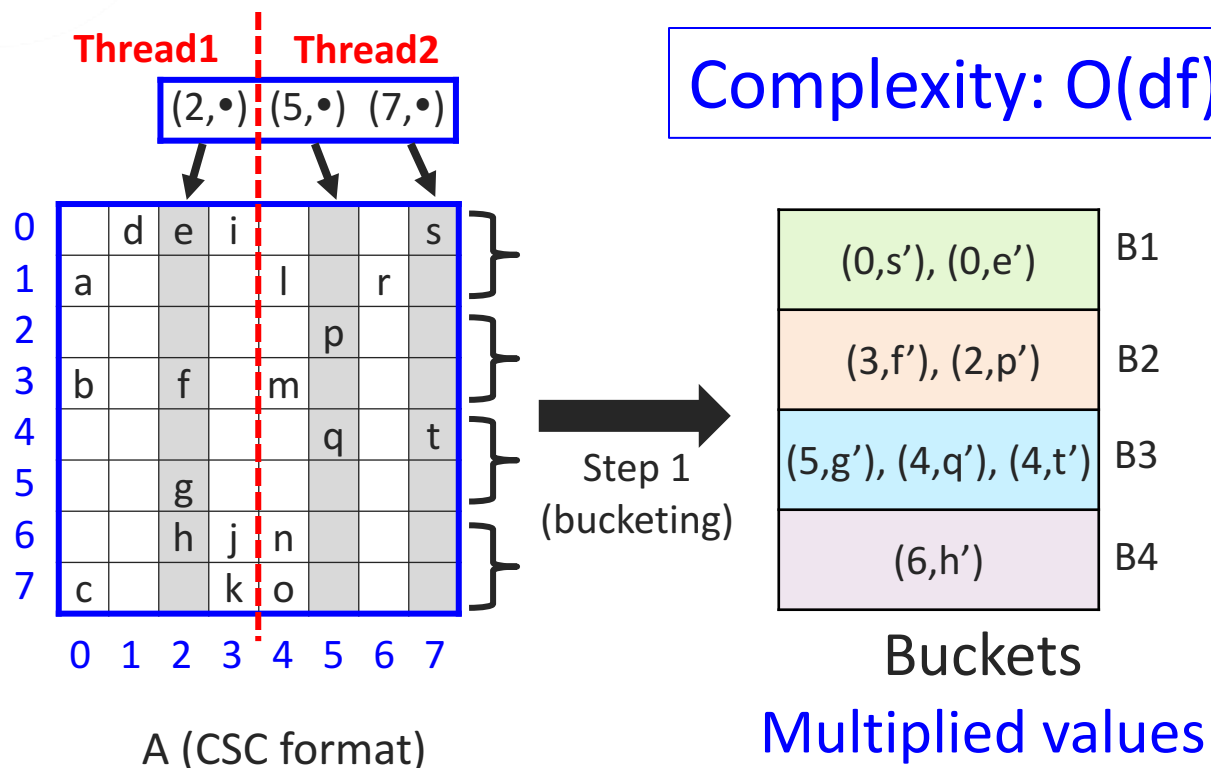 Thread1 Thread2
Complexity: O(df)
(2,•) (5,•) (7,•)
0 d e i s
1 a l r
2 p
3 b f m
4 q t
5 g
6 h j n
7 c k o
0 1 2 3 4 5 6 7
A (CSC format)
Step 1
(bucketing)
(0,s’), (0,e’) B1
(3,f’), (2,p’) B2
(5,g’), (4,q’), (4,t’) B3
(6,h’) B4
Buckets
Multiplied values